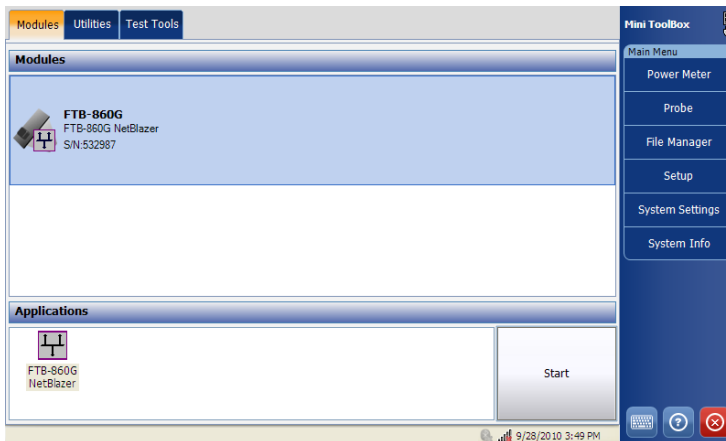 Modules Utilities Test Tools
Modules
FTB-860G
FTB-860G NetBlazer
S/N:532987
Applications
FTB-860G
NetBlazer
Start
9/28/2010 3:49 PM
Mini ToolBox
Main Menu
Power Meter
Probe
File Manager
Setup
System Settings
System Info